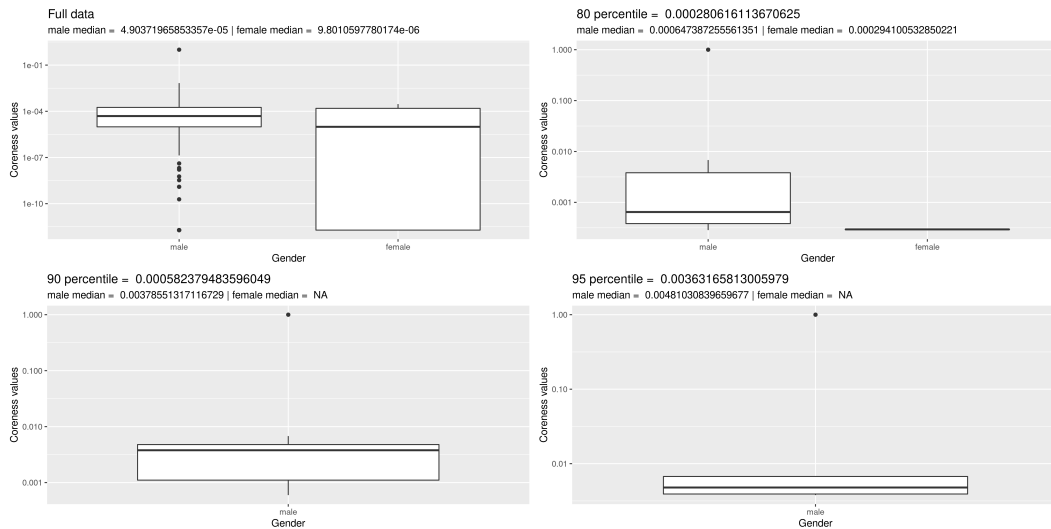 Full data
male median = 4.90371965853357e-05 | female median = 9.8010597780174e-06
1e-01
1e-04
1e-07
1e-10
Coreness values
male
female
Gender
80 percentile = 0.000280616113670625
male median = 0.000647387255561351 | female median = 0.000294100532850221
1.000
0.100
0.010
0.001
Coreness values
male
female
Gender
90 percentile = 0.000582379483596049
male median = 0.00378551317116729 | female median = NA
1.000
0.100
0.010
0.001
Coreness values
male
Gender
95 percentile = 0.00363165813005979
male median = 0.00481030839659677 | female median = NA
1.00
0.10
0.01
Coreness values
male
Gender